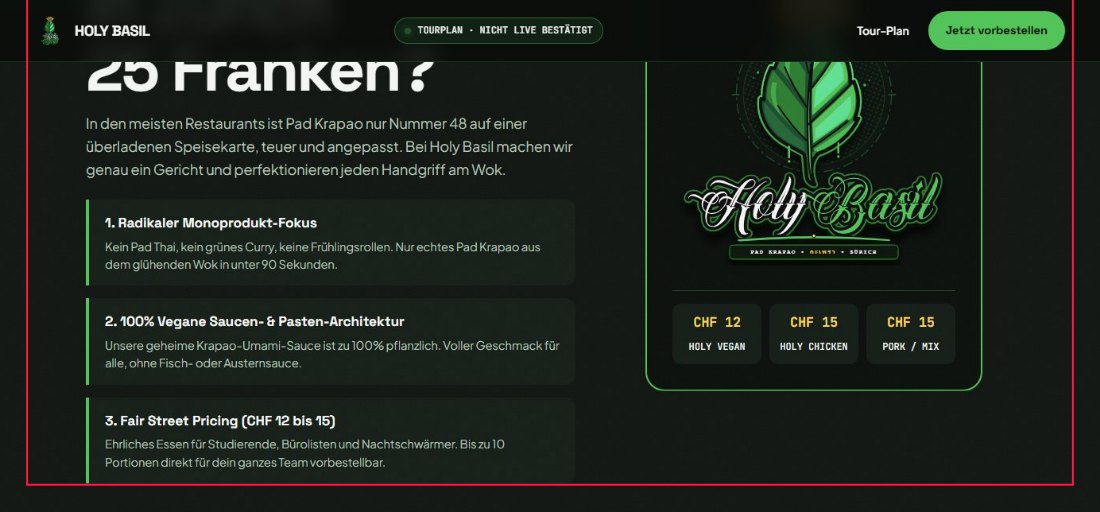 HOLY BASIL
TOURPLAN · NICHT LIVE BESTÄTIGT
Tour-Plan
Jetzt vorbestellen
25 Franken?
In den meisten Restaurants ist Pad Krapao nur Nummer 48 auf einer
überladenen Speisekarte, teuer und angepasst. Bei Holy Basil machen wir
genau ein Gericht und perfektionieren jeden Handgriff am Wok.
1. Radikaler Monoprodukt-Fokus
Kein Pad Thai, kein grünes Curry, keine Frühlingsrollen. Nur echtes Pad Krapao aus
dem glühenden Wok in unter 90 Sekunden.
2. 100% Vegane Saucen- & Pasten-Architektur
Unsere geheime Krapao-Umami-Sauce ist zu 100% pflanzlich. Voller Geschmack für
alle, ohne Fisch- oder Austernsauce.
3. Fair Street Pricing (CHF 12 bis 15)
Ehrliches Essen für Studierende, Bürolisten und Nachtschwärmer. Bis zu 10
Portionen direkt für dein ganzes Team vorbestellbar.
Holy Basil
PAD KRAPAO • กะเพรา • ZÜRICH
CHF 12
HOLY VEGAN
CHF 15
HOLY CHICKEN
CHF 15
PORK / MIX